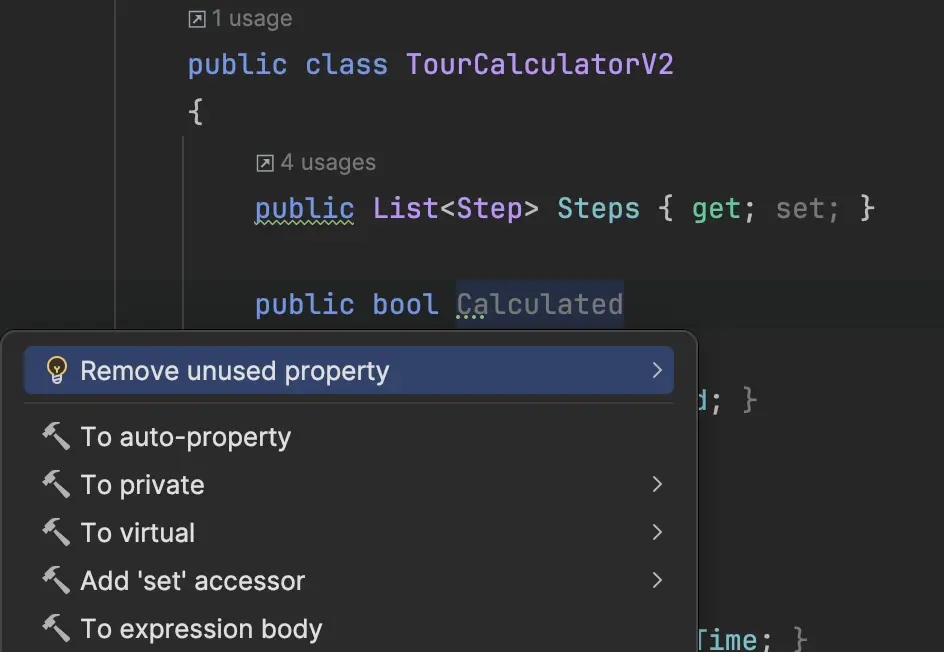 1 usage
public class TourCalculatorV2
{
4 usages
public List<Step> Steps { get; set; }
public bool Calculated
Remove unused property
d; }
To auto-property
To private
To virtual
Add 'set' accessor
To expression body
Time; }